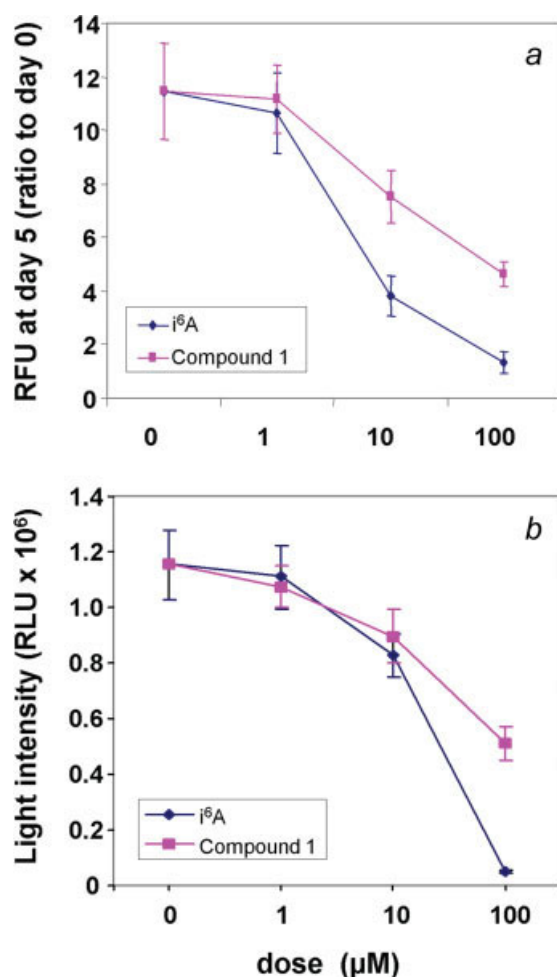 a
RFU at day 5 (ratio to day 0)
14
12
10
8
6
4
2
0
i⁶A
Compound 1
0 1 10 100
b
Light intensity (RLU x 10⁶)
1.4
1.2
1.0
0.8
0.6
0.4
0.2
0
i⁶A
Compound 1
0 1 10 100
dose (µM)